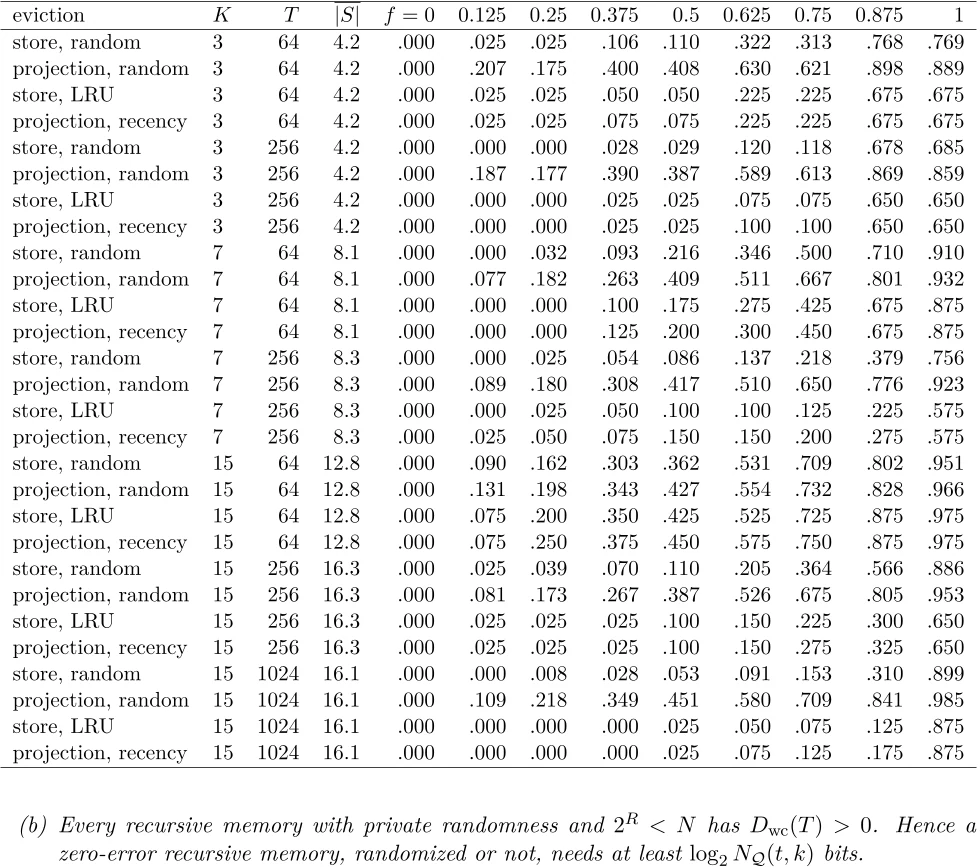 eviction K T |S| f = 0 0.125 0.25 0.375 0.5 0.625 0.75 0.875 1
store, random 3 64 4.2 .000 .025 .025 .106 .110 .322 .313 .768 .769
projection, random 3 64 4.2 .000 .207 .175 .400 .408 .630 .621 .898 .889
store, LRU 3 64 4.2 .000 .025 .025 .050 .050 .225 .225 .675 .675
projection, recency 3 64 4.2 .000 .025 .025 .075 .075 .225 .225 .675 .675
store, random 3 256 4.2 .000 .000 .000 .028 .029 .120 .118 .678 .685
projection, random 3 256 4.2 .000 .187 .177 .390 .387 .589 .613 .869 .859
store, LRU 3 256 4.2 .000 .000 .000 .025 .025 .075 .075 .650 .650
projection, recency 3 256 4.2 .000 .000 .000 .025 .025 .100 .100 .650 .650
store, random 7 64 8.1 .000 .000 .032 .093 .216 .346 .500 .710 .910
projection, random 7 64 8.1 .000 .077 .182 .263 .409 .511 .667 .801 .932
store, LRU 7 64 8.1 .000 .000 .000 .100 .175 .275 .425 .675 .875
projection, recency 7 64 8.1 .000 .000 .000 .125 .200 .300 .450 .675 .875
store, random 7 256 8.3 .000 .000 .025 .054 .086 .137 .218 .379 .756
projection, random 7 256 8.3 .000 .089 .180 .308 .417 .510 .650 .776 .923
store, LRU 7 256 8.3 .000 .000 .025 .050 .100 .100 .125 .225 .575
projection, recency 7 256 8.3 .000 .025 .050 .075 .150 .150 .200 .275 .575
store, random 15 64 12.8 .000 .090 .162 .303 .362 .531 .709 .802 .951
projection, random 15 64 12.8 .000 .131 .198 .343 .427 .554 .732 .828 .966
store, LRU 15 64 12.8 .000 .075 .200 .350 .425 .525 .725 .875 .975
projection, recency 15 64 12.8 .000 .075 .250 .375 .450 .575 .750 .875 .975
store, random 15 256 16.3 .000 .025 .039 .070 .110 .205 .364 .566 .886
projection, random 15 256 16.3 .000 .081 .173 .267 .387 .526 .675 .805 .953
store, LRU 15 256 16.3 .000 .025 .025 .025 .100 .150 .225 .300 .650
projection, recency 15 256 16.3 .000 .025 .025 .025 .100 .150 .275 .325 .650
store, random 15 1024 16.1 .000 .000 .008 .028 .053 .091 .153 .310 .899
projection, random 15 1024 16.1 .000 .109 .218 .349 .451 .580 .709 .841 .985
store, LRU 15 1024 16.1 .000 .000 .000 .000 .025 .050 .075 .125 .875
projection, recency 15 1024 16.1 .000 .000 .000 .000 .025 .075 .125 .175 .875
(b) Every recursive memory with private randomness and 2^R < N has D_wc(T) > 0. Hence a
zero-error recursive memory, randomized or not, needs at least log₂ N_Q(t, k) bits.